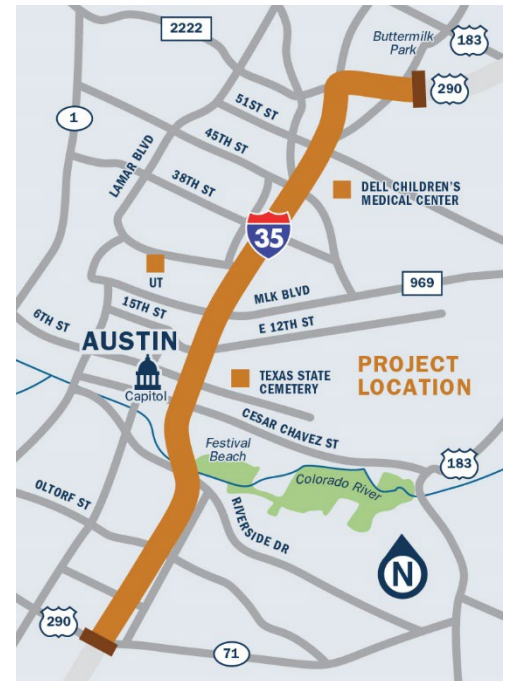 2222
Buttermilk
Park
183
290
1
51ST ST
45TH ST
LAMAR BLVD
38TH ST
DELL CHILDREN'S
MEDICAL CENTER
35
UT
969
MLK BLVD
15TH ST
E 12TH ST
6TH ST
AUSTIN
Capitol
TEXAS STATE
CEMETERY
PROJECT
LOCATION
CESAR CHAVEZ ST
Festival
Beach
183
Colorado River
OLTORF ST
RIVERSIDE DR
N
290
71